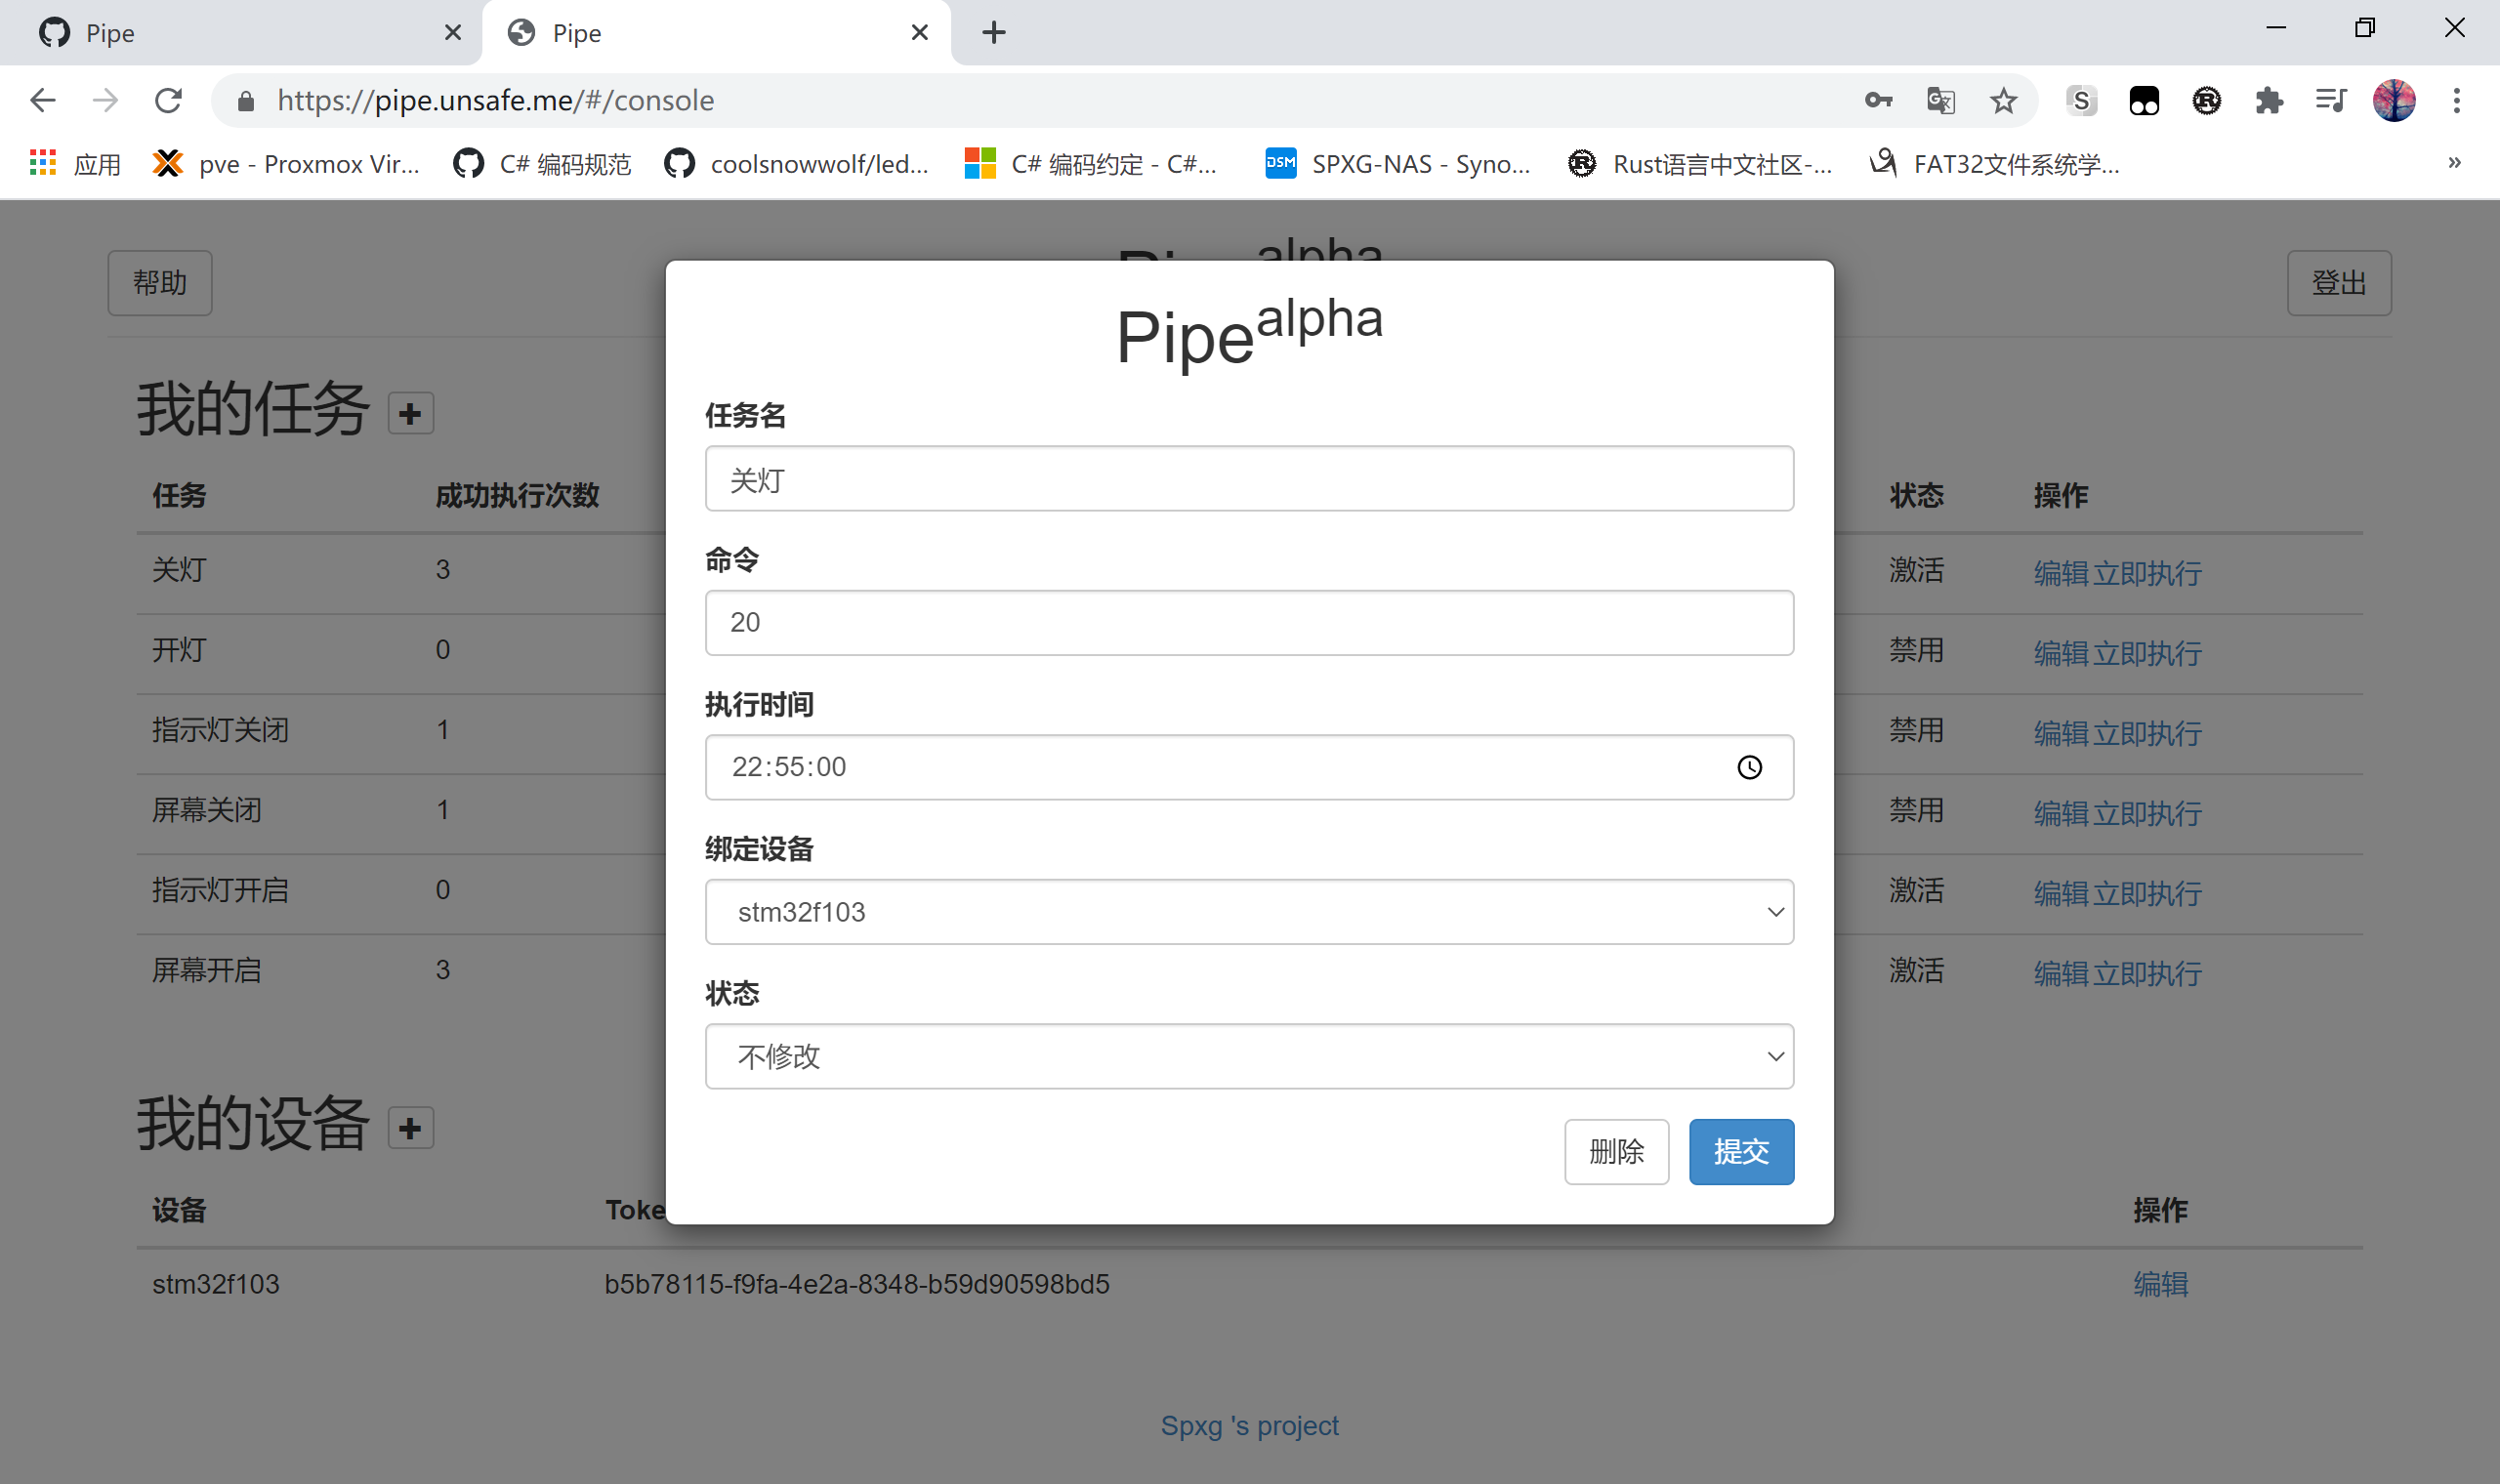 Pipe
Pipe
https://pipe.unsafe.me/#/console
应用
pve - Proxmox Vir...
C# 编码规范
coolsnowwolf/led...
C# 编码约定 - C#...
DSM
SPXG-NAS - Syno...
Rust语言中文社区-...
FAT32文件系统学...
»
帮助
登出
我的任务
任务 成功执行次数 状态 操作
关灯 3 激活 编辑 立即执行
开灯 0 禁用 编辑 立即执行
指示灯关闭 1 禁用 编辑 立即执行
屏幕关闭 1 禁用 编辑 立即执行
指示灯开启 0 激活 编辑 立即执行
屏幕开启 3 激活 编辑 立即执行
Pipe alpha
任务名
关灯
命令
20
执行时间
22:55:00
绑定设备
stm32f103
状态
不修改
删除 提交
我的设备
设备 Toke 操作
stm32f103 b5b78115-f9fa-4e2a-8348-b59d90598bd5 编辑
Spxg 's project